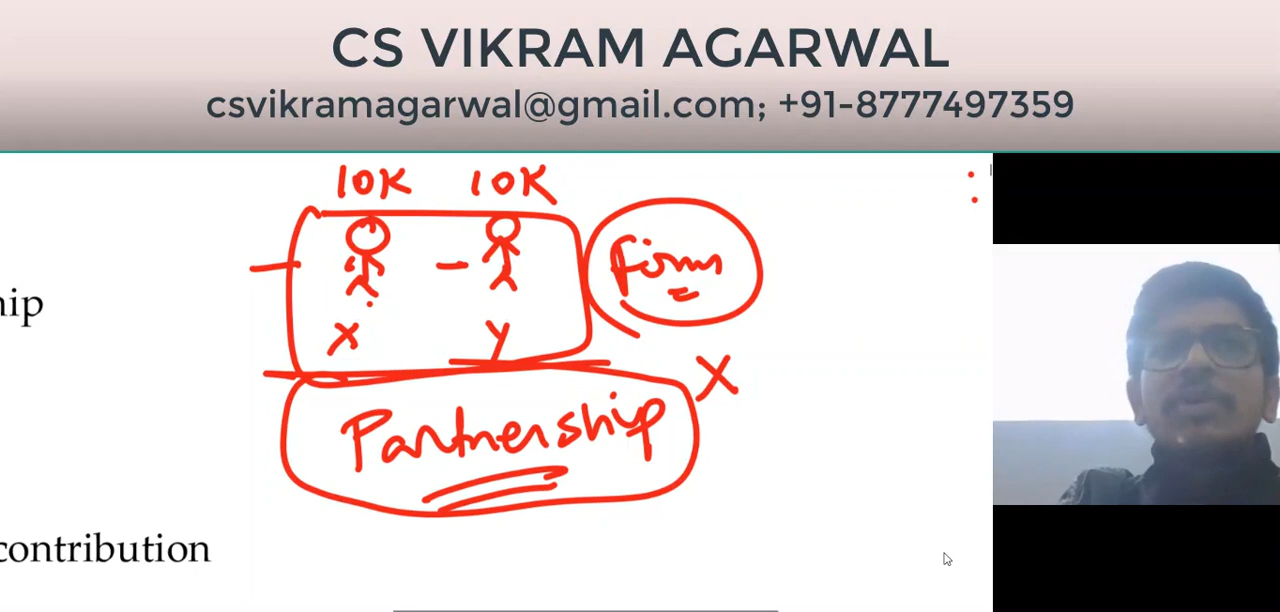 CS VIKRAM AGARWAL
csvikramagarwal@gmail.com; +91-8777497359
10K 10K
firm
hip
X Y
X
Partnership
contribution